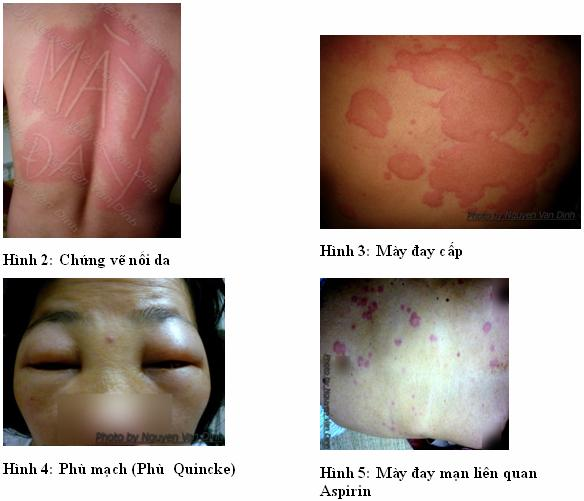 MÀY
ĐAY
Hình 2: Chứng vẽ nổi da
Photo by Nguyen Van Dinh
Hình 3: Mày đay cấp
Photo by Nguyen Van Dinh
Hình 4: Phù mạch (Phù Quincke)
Hình 5: Mày đay mạn liên quan
Aspirin